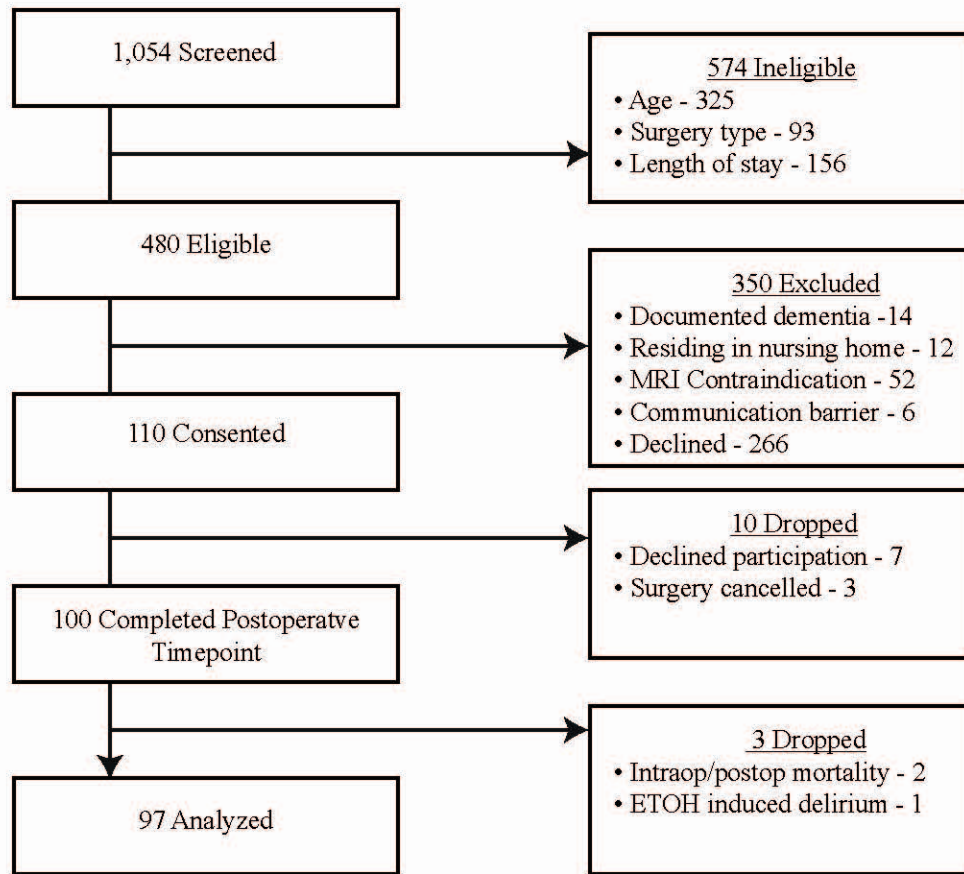 1,054 Screened
574 Ineligible
• Age - 325
• Surgery type - 93
• Length of stay - 156
480 Eligible
350 Excluded
• Documented dementia -14
• Residing in nursing home - 12
• MRI Contraindication - 52
• Communication barrier - 6
• Declined - 266
110 Consented
10 Dropped
• Declined participation - 7
• Surgery cancelled - 3
100 Completed Postoperatve
Timepoint
3 Dropped
• Intraop/postop mortality - 2
• ETOH induced delirium - 1
97 Analyzed